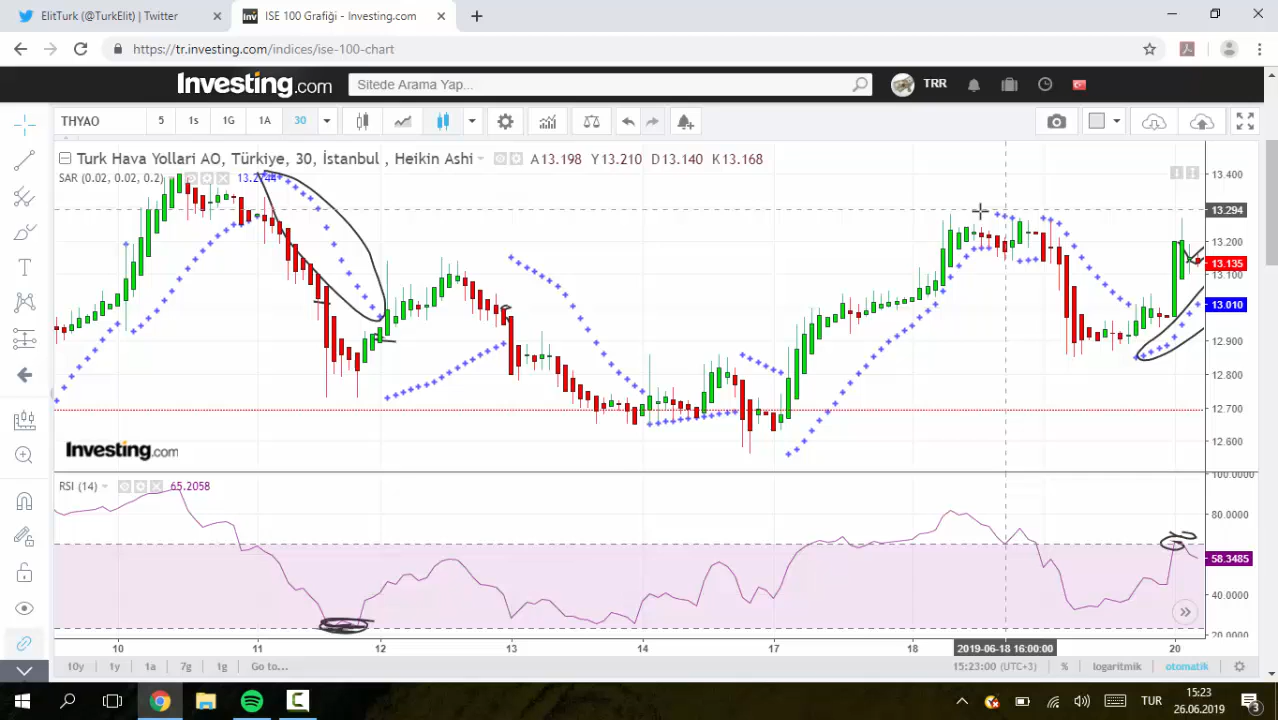 ElitTurk (@TurkElit) | Twitter
ISE 100 Grafiği - Investing.com
https://tr.investing.com/indices/ise-100-chart
Investing.com
Sitede Arama Yap...
TRR
THYAO
5
1s
1G
1A
30
Turk Hava Yollari AO, Türkiye, 30, İstanbul , Heikin Ashi
A13.198 Y13.210 D13.140 K13.168
SAR (0.02, 0.02, 0.2)
13.400
13.294
13.200
13.135
13.100
13.010
12.900
12.800
12.700
12.600
Investing.com
RSI (14)
65.2058
100.0000
80.0000
58.3485
40.0000
20.0000
10
11
12
13
14
17
18
2019-06-18 16:00:00
20
10y
1y
1a
7g
1g
Go to...
15:23:00 (UTC+3)
%
logaritmik
otomatik
TUR
15:23
26.06.2019
3